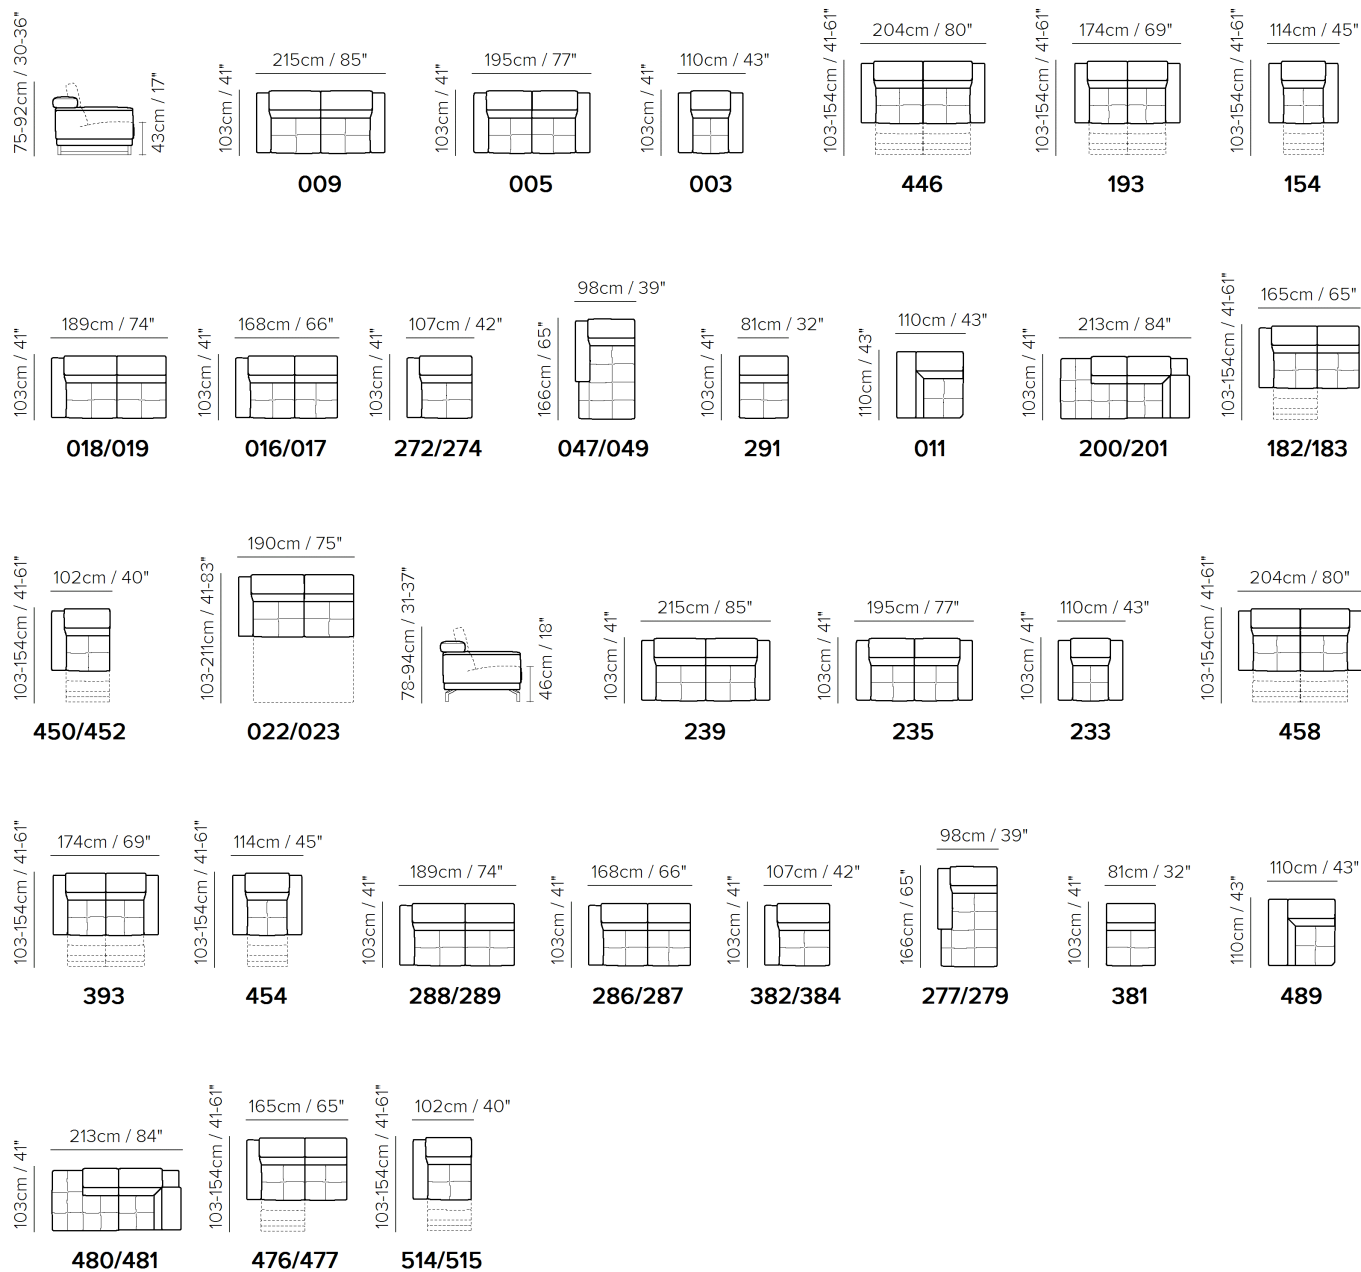 75-92cm / 30-36"
43cm / 17"
215cm / 85"
103cm / 41"
009
195cm / 77"
103cm / 41"
005
110cm / 43"
103cm / 41"
003
204cm / 80"
103-154cm / 41-61"
446
174cm / 69"
103-154cm / 41-61"
193
114cm / 45"
103-154cm / 41-61"
154
189cm / 74"
103cm / 41"
018/019
168cm / 66"
103cm / 41"
016/017
107cm / 42"
103cm / 41"
272/274
98cm / 39"
166cm / 65"
047/049
81cm / 32"
103cm / 41"
291
110cm / 43"
110cm / 43"
011
213cm / 84"
103cm / 41"
200/201
165cm / 65"
103-154cm / 41-61"
182/183
102cm / 40"
103-154cm / 41-61"
450/452
190cm / 75"
103-211cm / 41-83"
022/023
78-94cm / 31-37"
46cm / 18"
215cm / 85"
103cm / 41"
239
195cm / 77"
103cm / 41"
235
110cm / 43"
103cm / 41"
233
204cm / 80"
103-154cm / 41-61"
458
174cm / 69"
103-154cm / 41-61"
393
114cm / 45"
103-154cm / 41-61"
454
189cm / 74"
103cm / 41"
288/289
168cm / 66"
103cm / 41"
286/287
107cm / 42"
103cm / 41"
382/384
98cm / 39"
166cm / 65"
277/279
81cm / 32"
103cm / 41"
381
110cm / 43"
110cm / 43"
489
213cm / 84"
103cm / 41"
480/481
165cm / 65"
103-154cm / 41-61"
476/477
102cm / 40"
103-154cm / 41-61"
514/515